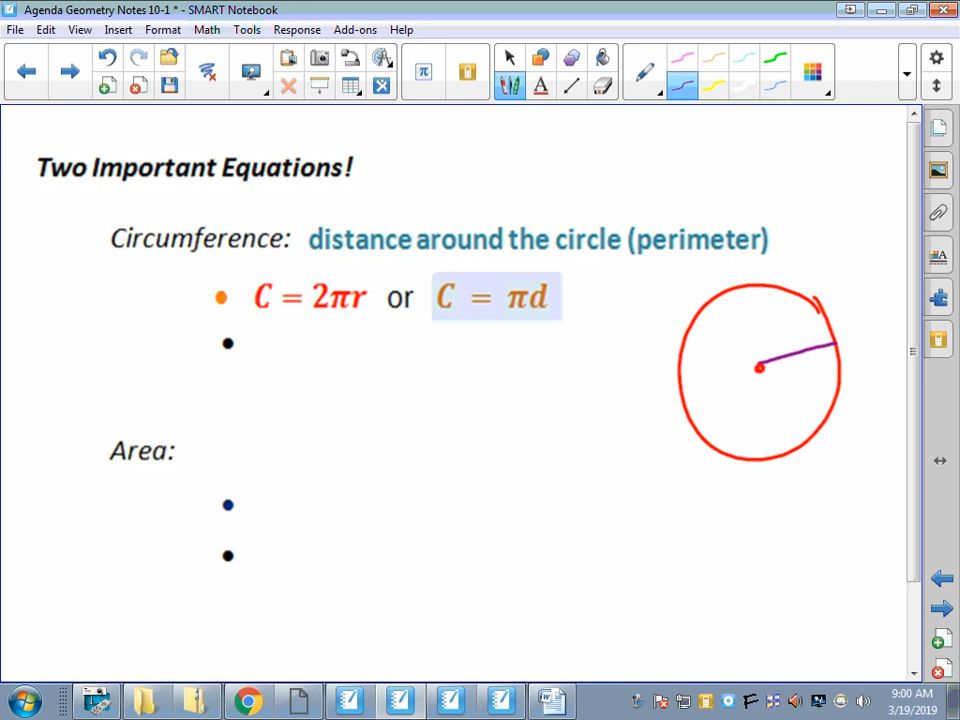 Agenda Geometry Notes 10-1 * - SMART Notebook
File Edit View Insert Format Math Tools Response Add-ons Help
π
A
Two Important Equations!
Circumference: distance around the circle (perimeter)
• C = 2πr or C = πd
•
Area:
•
•
9:00 AM
3/19/2019